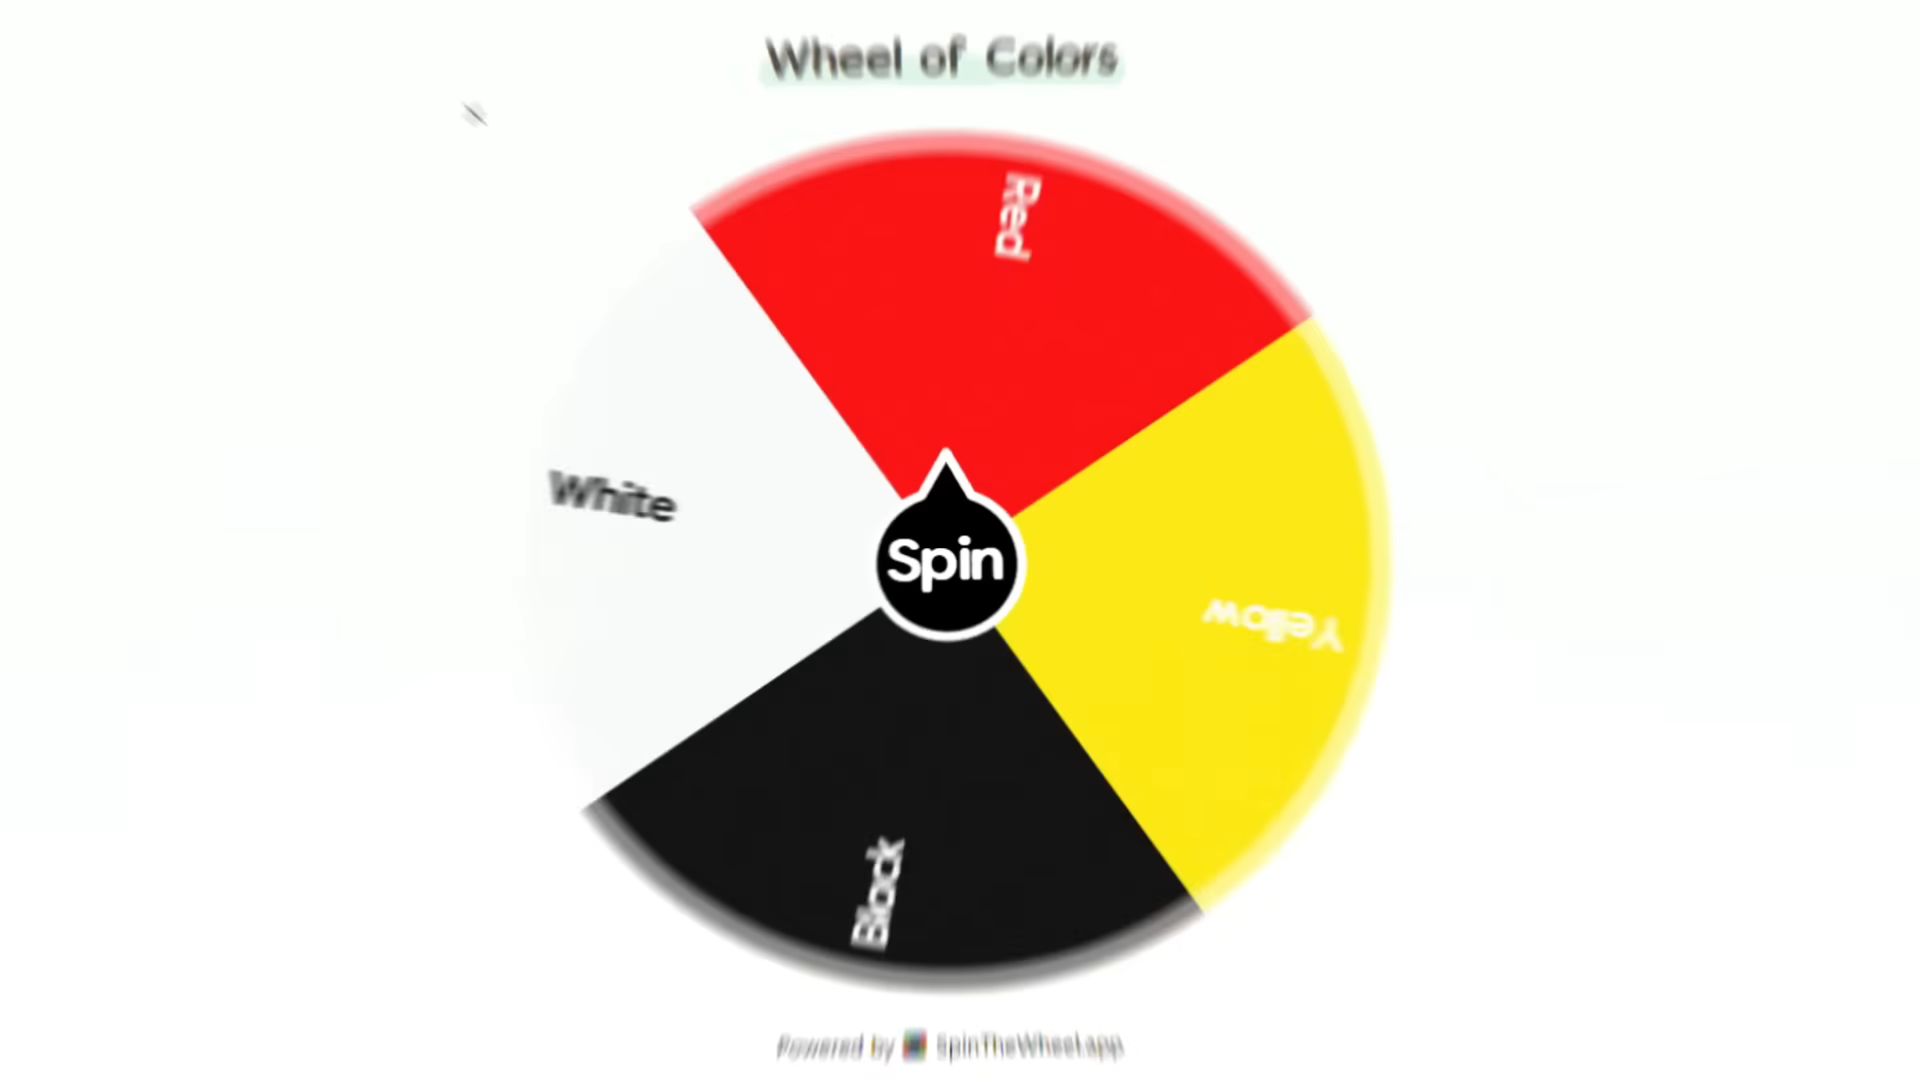 Wheel of Colors
Red
White
Spin
Yellow
Black
Powered by SpinTheWheel.app